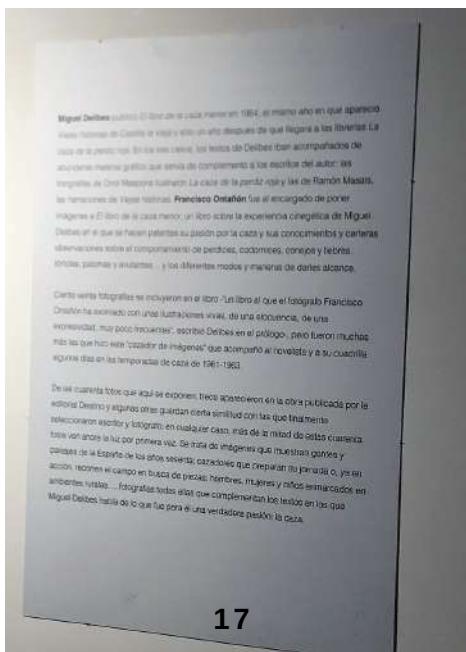 Miguel Delibes publicó El libro de la caza menor en 1964, el mismo año en que apareció
Viejas historias de Castilla la Vieja y sólo un año después de que llegara a las librerías La
caza de la perdiz roja. En los tres casos, los textos de Delibes iban acompañados de
abundante material gráfico que servía de complemento a los escritos del autor: las
fotografías de Oriol Maspons ilustraron La caza de la perdiz roja y las de Ramón Masats,
las narraciones de Viejas historias. Francisco Ontañón fue el encargado de poner
imágenes a El libro de la caza menor, un libro sobre la experiencia cinegética de Miguel
Delibes en el que se hacen patentes su pasión por la caza y sus conocimientos y certeras
observaciones sobre el comportamiento de perdices, codornices, conejos y liebres,
tórtolas, palomas y avutardas... y los diferentes modos y maneras de darles alcance.
Ciento veinte fotografías se incluyeron en el libro -"un libro al que el fotógrafo Francisco
Ontañón ha exornado con unas ilustraciones vivas, de una elocuencia, de una
expresividad, muy poco frecuentes", escribió Delibes en el prólogo-, pero fueron muchas
más las que hizo este "cazador de imágenes" que acompañó al novelista y a su cuadrilla
algunos días en las temporadas de caza de 1961-1963.
De las cuarenta fotos que aquí se exponen, trece aparecieron en la obra publicada por la
editorial Destino y algunas otras guardan cierta similitud con las que finalmente
seleccionaron escritor y fotógrafo; en cualquier caso, más de la mitad de estas cuarenta
fotos ven ahora la luz por primera vez. Se trata de imágenes que muestran gentes y
paisajes de la España de los años sesenta; cazadores que preparan su jornada o, ya en
acción, recorren el campo en busca de piezas; hombres, mujeres y niños enmarcados en
ambientes rurales.... fotografías todas ellas que complementan los textos en los que
Miguel Delibes habla de lo que fue para él una verdadera pasión: la caza.
17